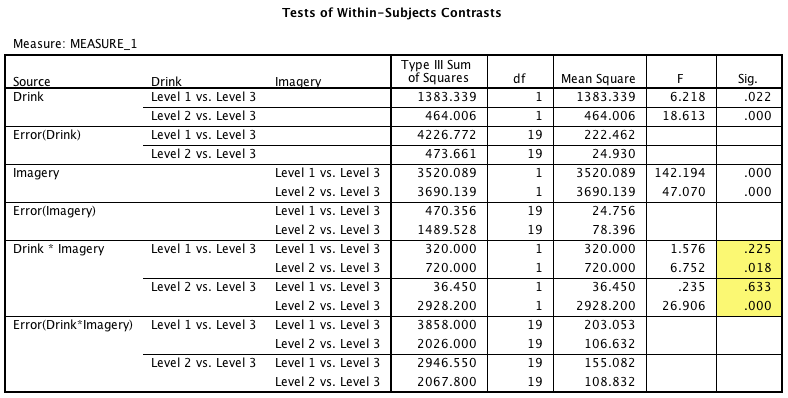 Tests of Within-Subjects Contrasts
Measure: MEASURE_1
Source Drink Imagery Type III Sum of Squares df Mean Square F Sig.
Drink Level 1 vs. Level 3 1383.339 1 1383.339 6.218 .022
Level 2 vs. Level 3 464.006 1 464.006 18.613 .000
Error(Drink) Level 1 vs. Level 3 4226.772 19 222.462
Level 2 vs. Level 3 473.661 19 24.930
Imagery Level 1 vs. Level 3 3520.089 1 3520.089 142.194 .000
Level 2 vs. Level 3 3690.139 1 3690.139 47.070 .000
Error(Imagery) Level 1 vs. Level 3 470.356 19 24.756
Level 2 vs. Level 3 1489.528 19 78.396
Drink * Imagery Level 1 vs. Level 3 Level 1 vs. Level 3 320.000 1 320.000 1.576 .225
Level 2 vs. Level 3 720.000 1 720.000 6.752 .018
Level 2 vs. Level 3 Level 1 vs. Level 3 36.450 1 36.450 .235 .633
Level 2 vs. Level 3 2928.200 1 2928.200 26.906 .000
Error(Drink*Imagery) Level 1 vs. Level 3 Level 1 vs. Level 3 3858.000 19 203.053
Level 2 vs. Level 3 2026.000 19 106.632
Level 2 vs. Level 3 Level 1 vs. Level 3 2946.550 19 155.082
Level 2 vs. Level 3 2067.800 19 108.832